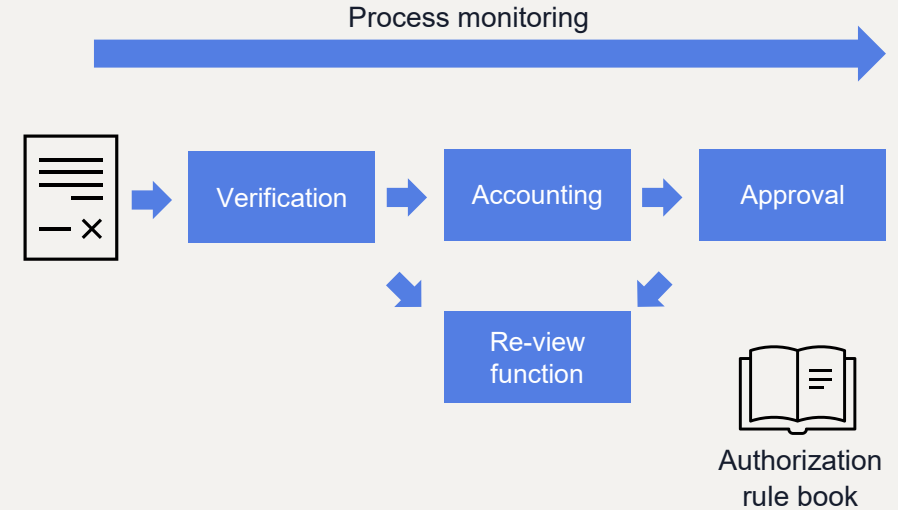 Process monitoring
Verification
Accounting
Approval
Re-view
function
Authorization
rule book